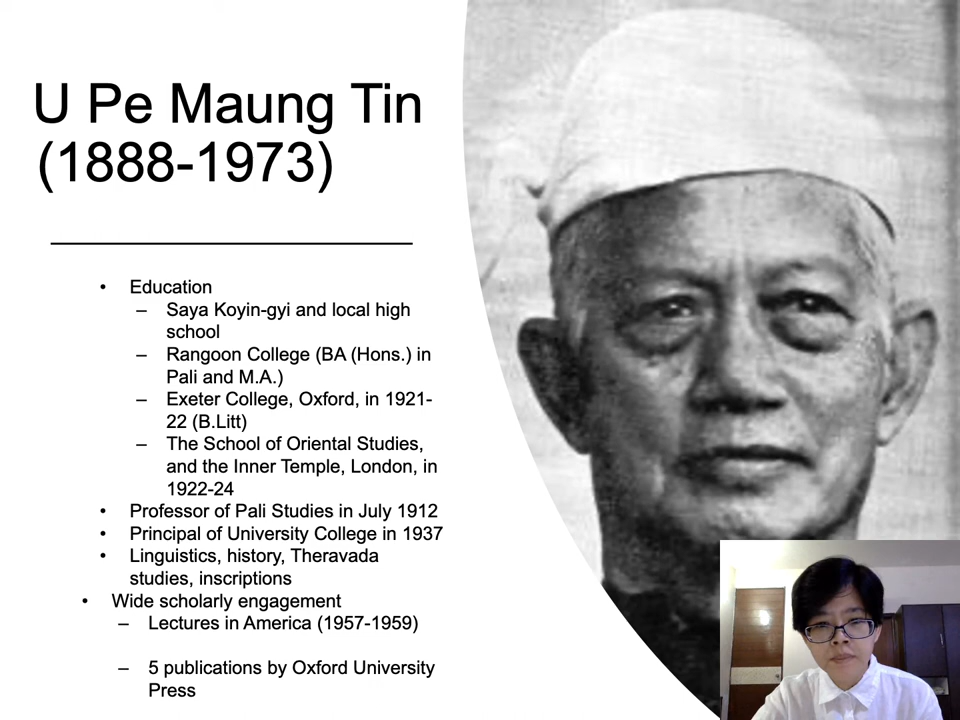 U Pe Maung Tin
(1888-1973)
• Education
– Saya Koyin-gyi and local high
school
– Rangoon College (BA (Hons.) in
Pali and M.A.)
– Exeter College, Oxford, in 1921-
22 (B.Litt)
– The School of Oriental Studies,
and the Inner Temple, London, in
1922-24
• Professor of Pali Studies in July 1912
• Principal of University College in 1937
• Linguistics, history, Theravada
studies, inscriptions
• Wide scholarly engagement
– Lectures in America (1957-1959)
– 5 publications by Oxford University
Press